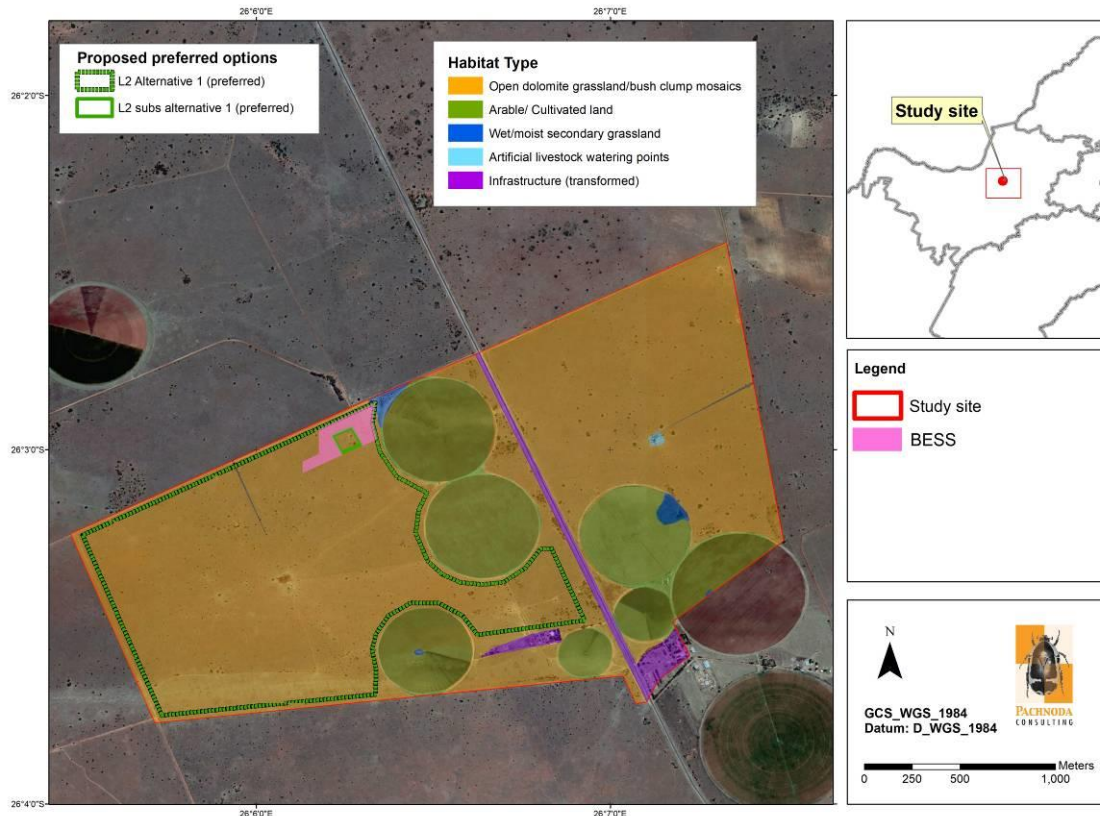 26°6'0"E
26°7'0"E
26°2'0"S
26°3'0"S
26°4'0"S
Proposed preferred options
L2 Alternative 1 (preferred)
L2 subs alternative 1 (preferred)
Habitat Type
Open dolomite grassland/bush clump mosaics
Arable/ Cultivated land
Wet/moist secondary grassland
Artificial livestock watering points
Infrastructure (transformed)
26°6'0"E
26°7'0"E
Study site
Legend
Study site
BESS
N
GCS_WGS_1984
Datum: D_WGS_1984
PACHNODA
CONSULTING
Meters
0 250 500 1,000